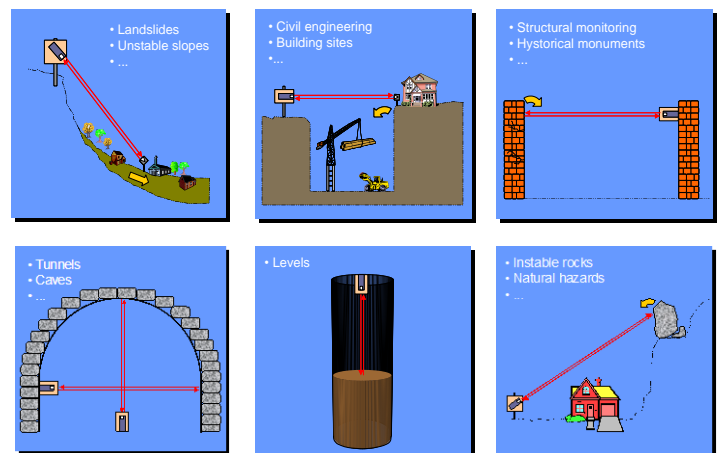 • Landslides
• Unstable slopes
• ...
• Civil engineering
• Building sites
• ...
• Structural monitoring
• Hystorical monuments
• ...
• Tunnels
• Caves
• ...
• Levels
• Instable rocks
• Natural hazards
• ...